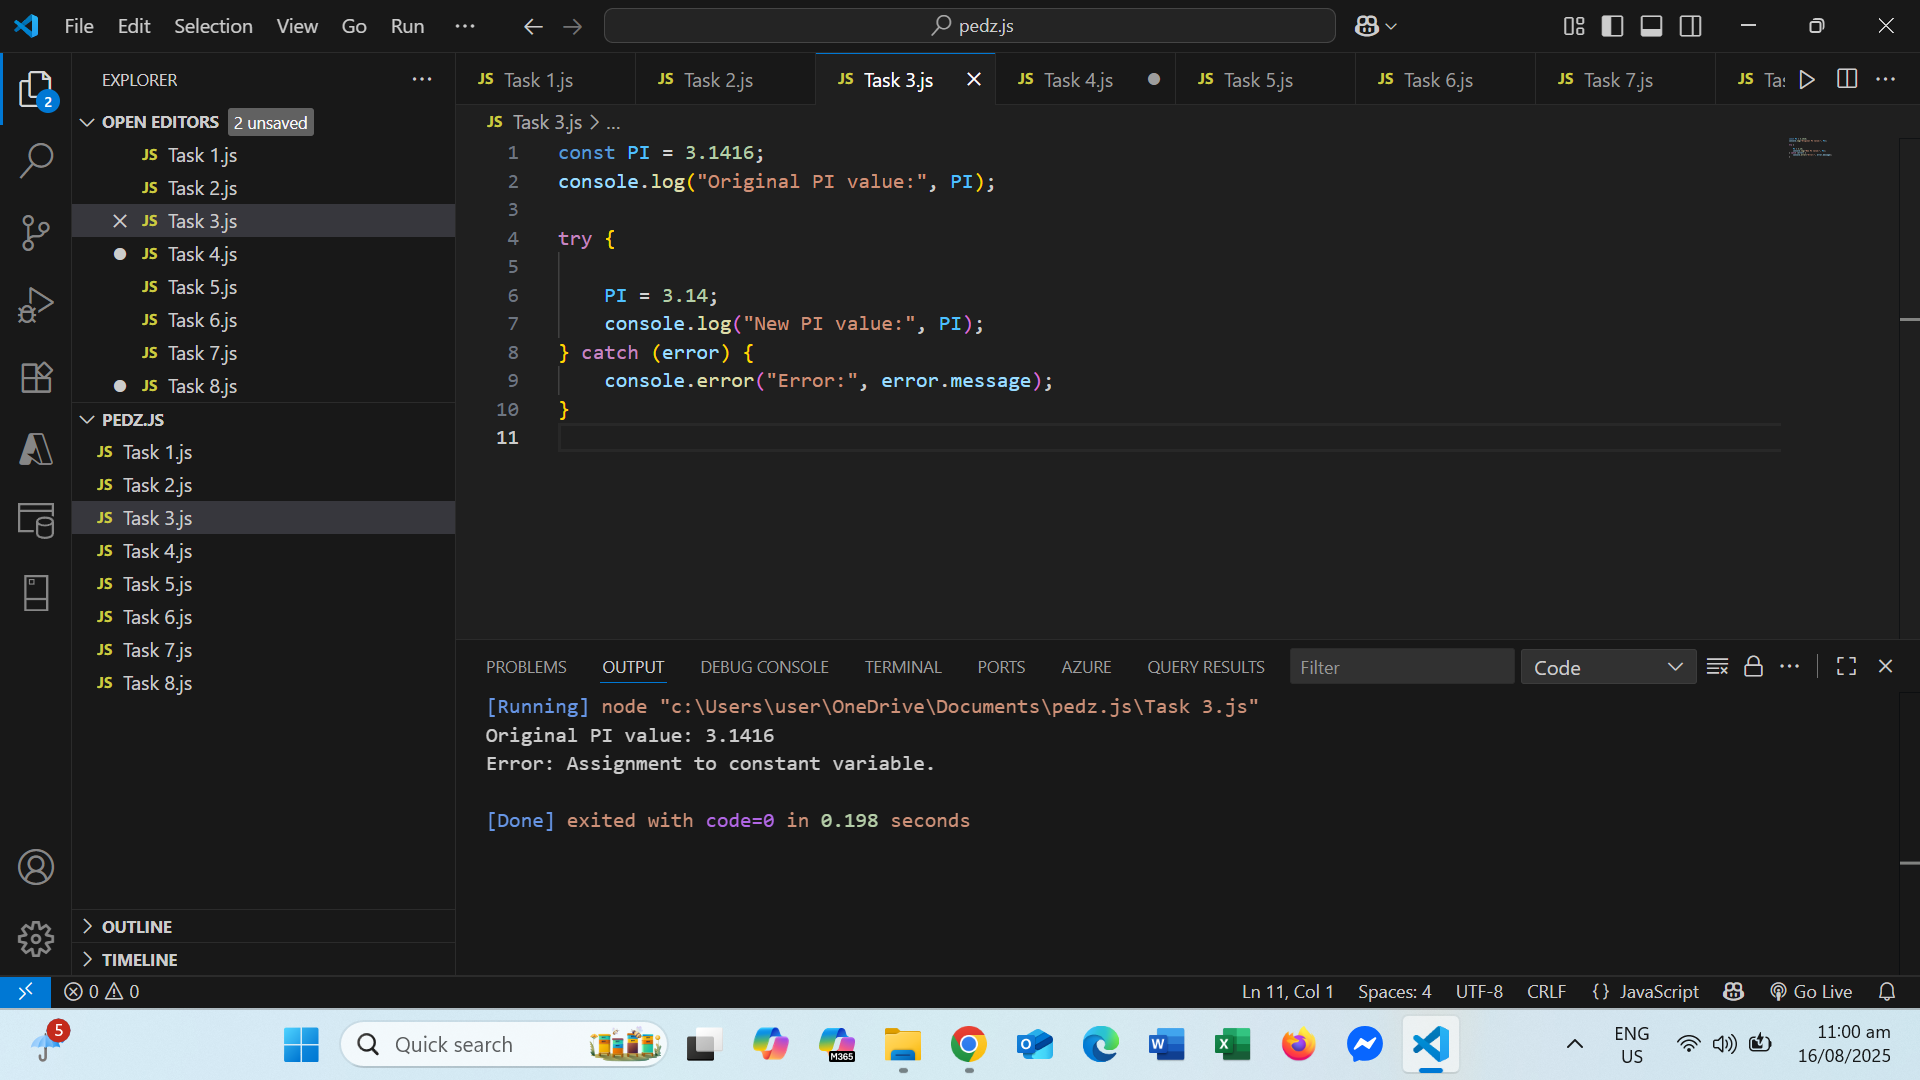 File Edit Selection View Go Run ··· pedz.js
EXPLORER ···
OPEN EDITORS 2 unsaved
JS Task 1.js
JS Task 2.js
JS Task 3.js
JS Task 4.js
JS Task 5.js
JS Task 6.js
JS Task 7.js
JS Task 8.js
PEDZ.JS
JS Task 1.js
JS Task 2.js
JS Task 3.js
JS Task 4.js
JS Task 5.js
JS Task 6.js
JS Task 7.js
JS Task 8.js
OUTLINE
TIMELINE
2
JS Task 1.js JS Task 2.js JS Task 3.js JS Task 4.js JS Task 5.js JS Task 6.js JS Task 7.js JS Tas
JS Task 3.js > ...
1 const PI = 3.1416;
2 console.log("Original PI value:", PI);
3
4 try {
5
6 PI = 3.14;
7 console.log("New PI value:", PI);
8 } catch (error) {
9 console.error("Error:", error.message);
10 }
11
PROBLEMS OUTPUT DEBUG CONSOLE TERMINAL PORTS AZURE QUERY RESULTS Filter Code
[Running] node "c:\Users\user\OneDrive\Documents\pedz.js\Task 3.js"
Original PI value: 3.1416
Error: Assignment to constant variable.
[Done] exited with code=0 in 0.198 seconds
0 0 Ln 11, Col 1 Spaces: 4 UTF-8 CRLF {} JavaScript Go Live
5 Quick search M365 ENG 11:00 am
US 16/08/2025